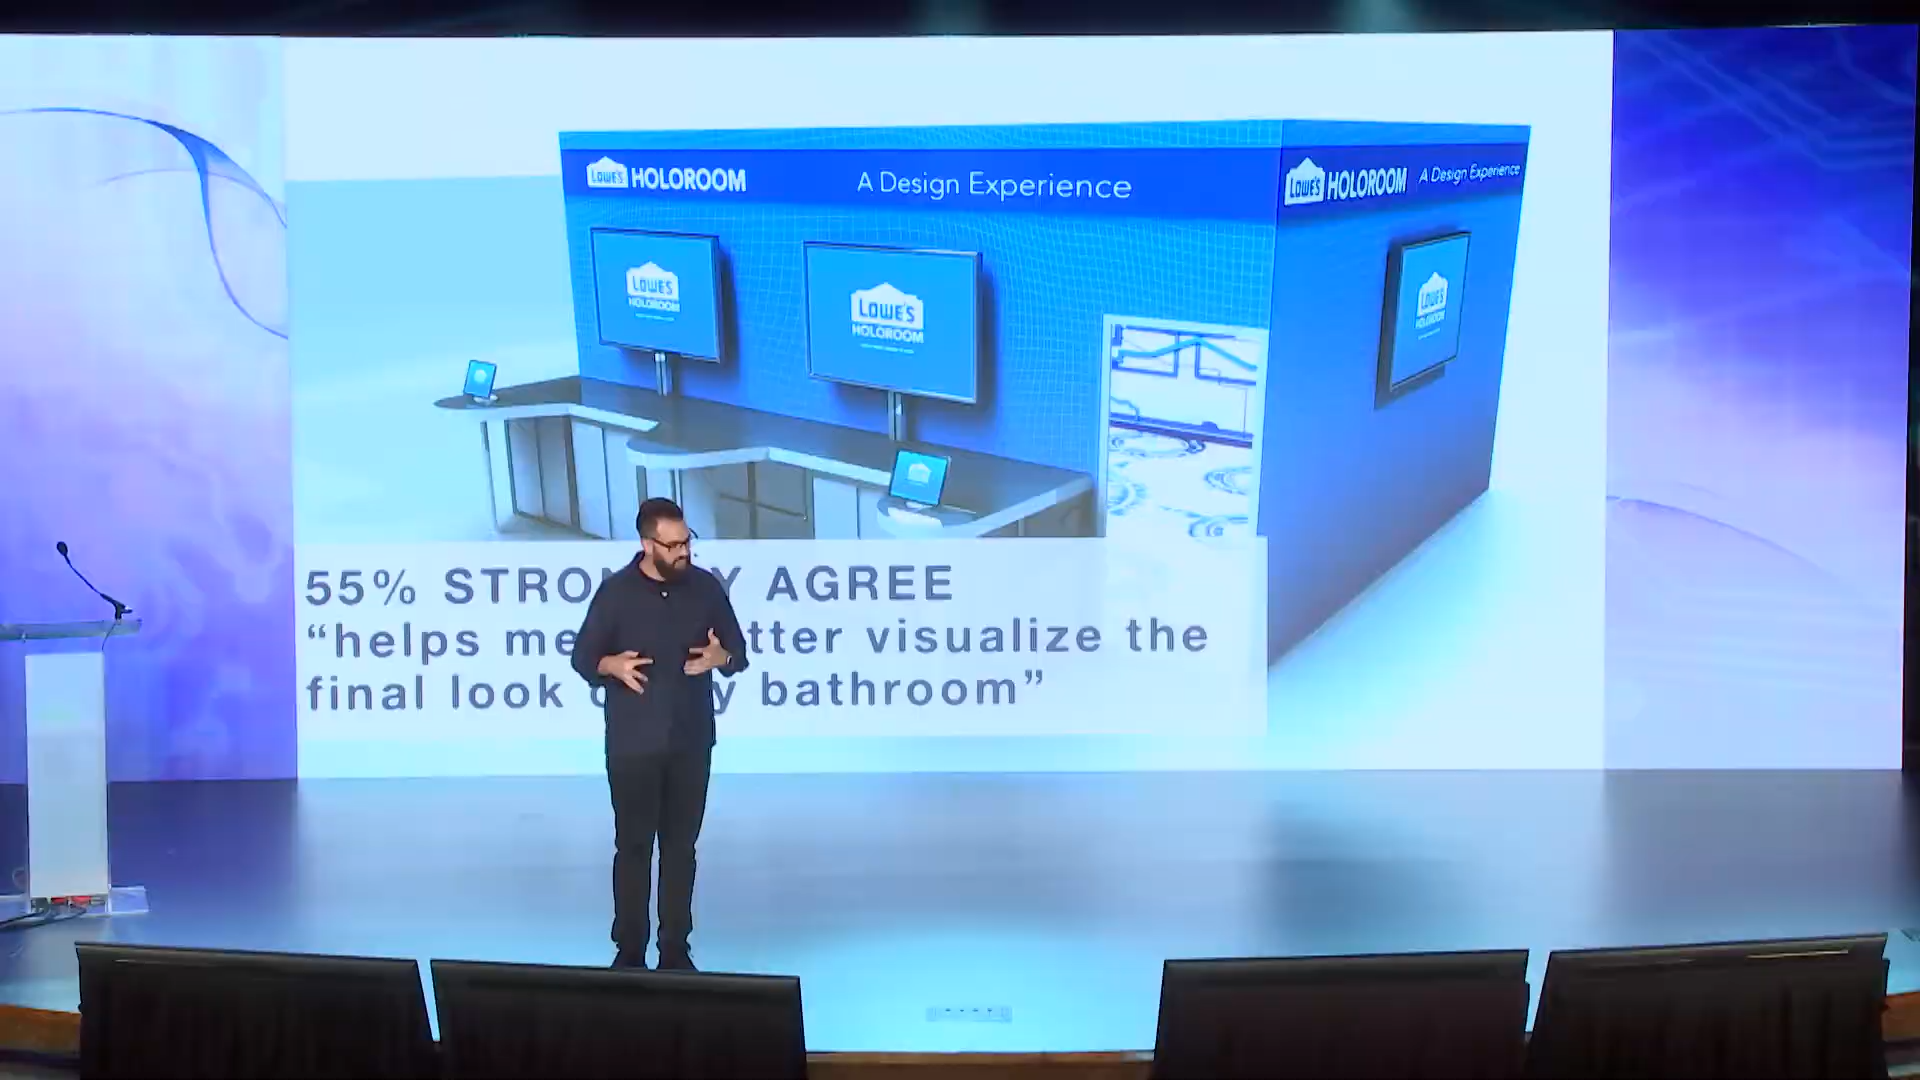 LOWE'S HOLOROOM
A Design Experience
LOWE'S HOLOROOM
A Design Experience
LOWE'S
HOLOROOM
LOWE'S
HOLOROOM
LOWE'S
HOLOROOM
55% STRO Y AGREE
“helps me tter visualize the
final look y bathroom”